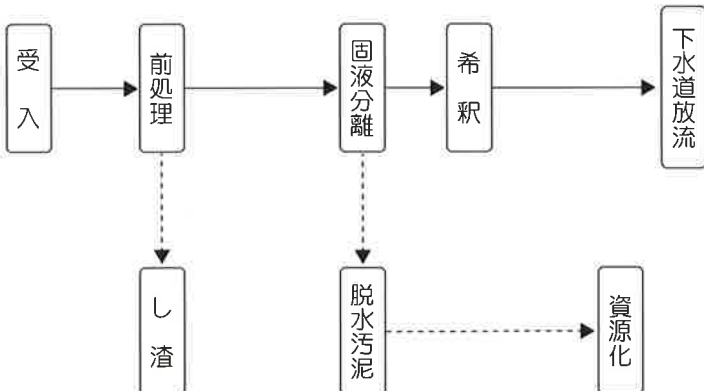 受入
前処理
固液分離
希釈
下水道放流
し渣
脱水汚泥
資源化